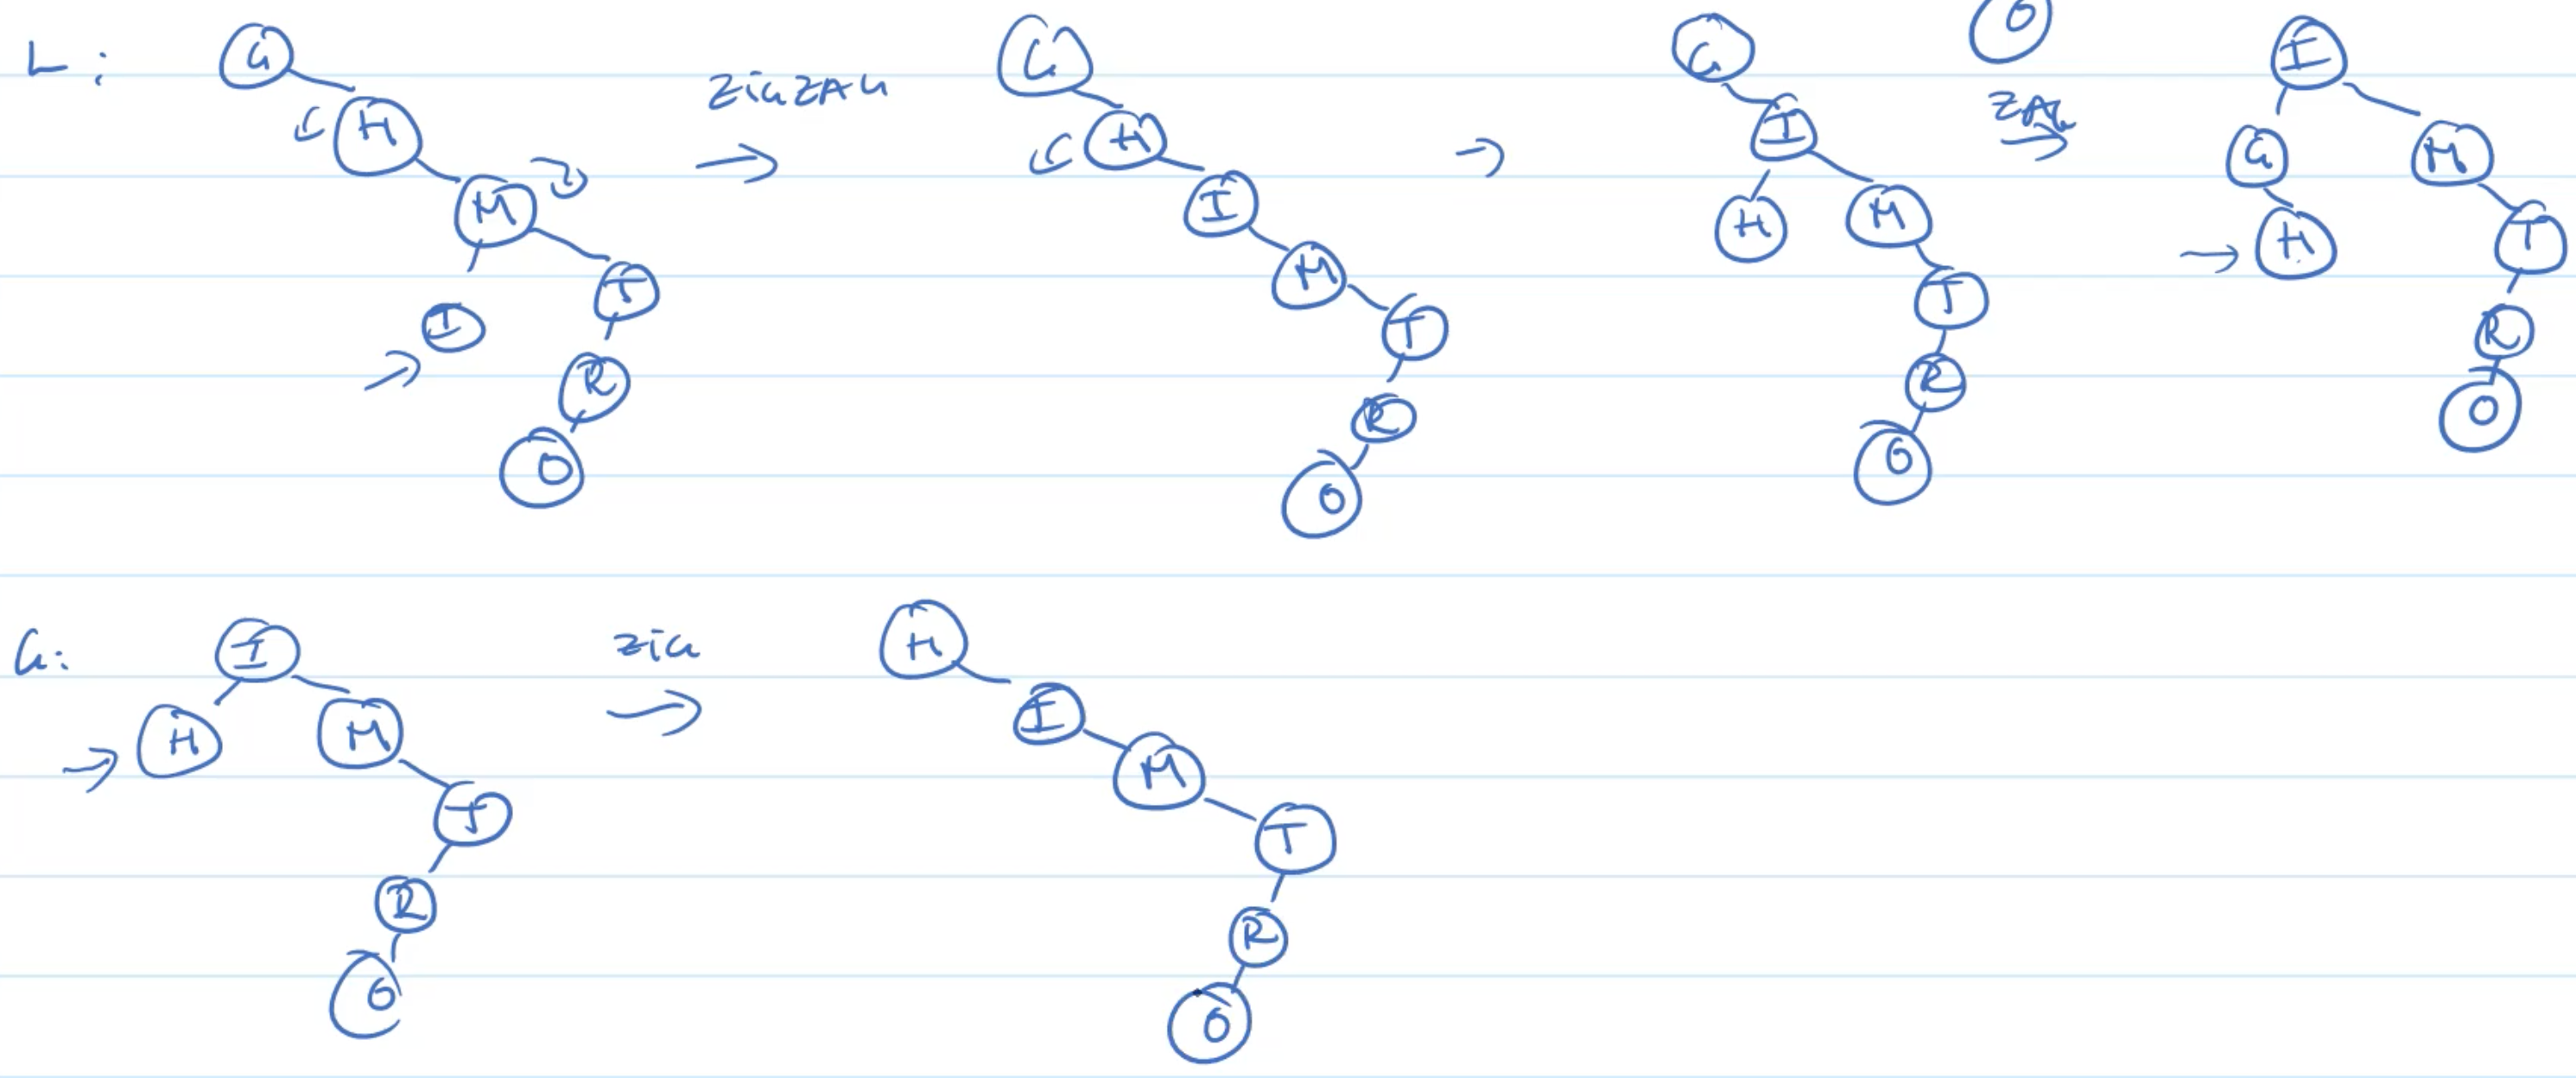 L: G ZIGZAG G G O I
H H I ZAG G M
M I H M H T
I T M T R
R T R O
O R O
O
G: I ZIG H
H M I
T M
R T
O R
O